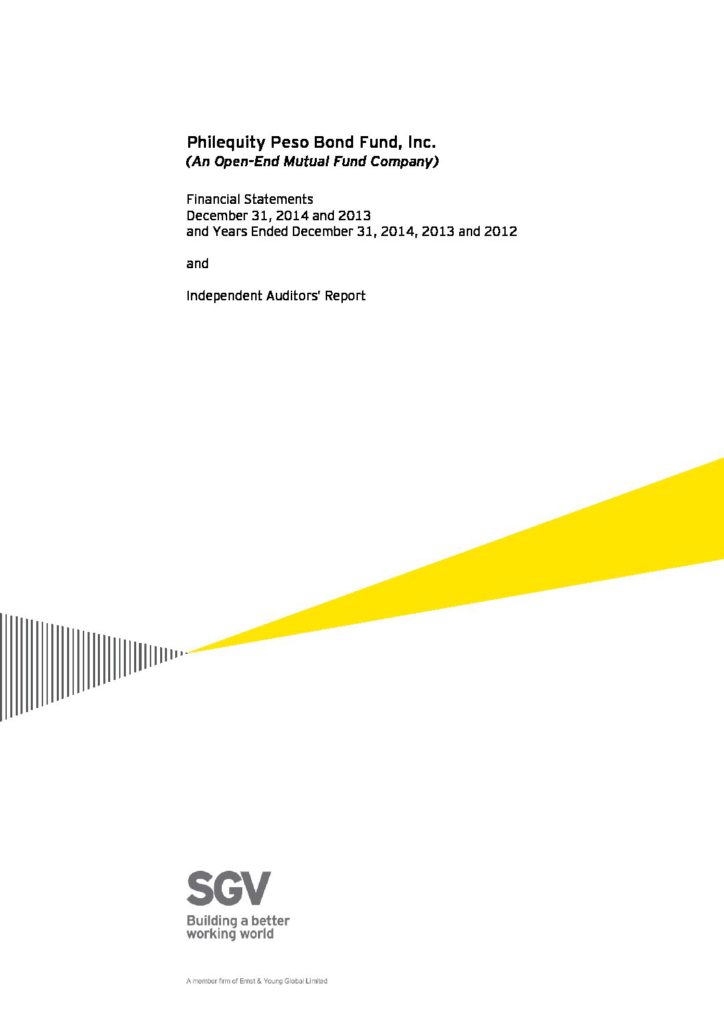 Philequity Peso Bond Fund, Inc.
(An Open-End Mutual Fund Company)
Financial Statements
December 31, 2014 and 2013
and Years Ended December 31, 2014, 2013 and 2012
and
Independent Auditors' Report
SGV
Building a better
working world
A member firm of Ernst & Young Global Limited